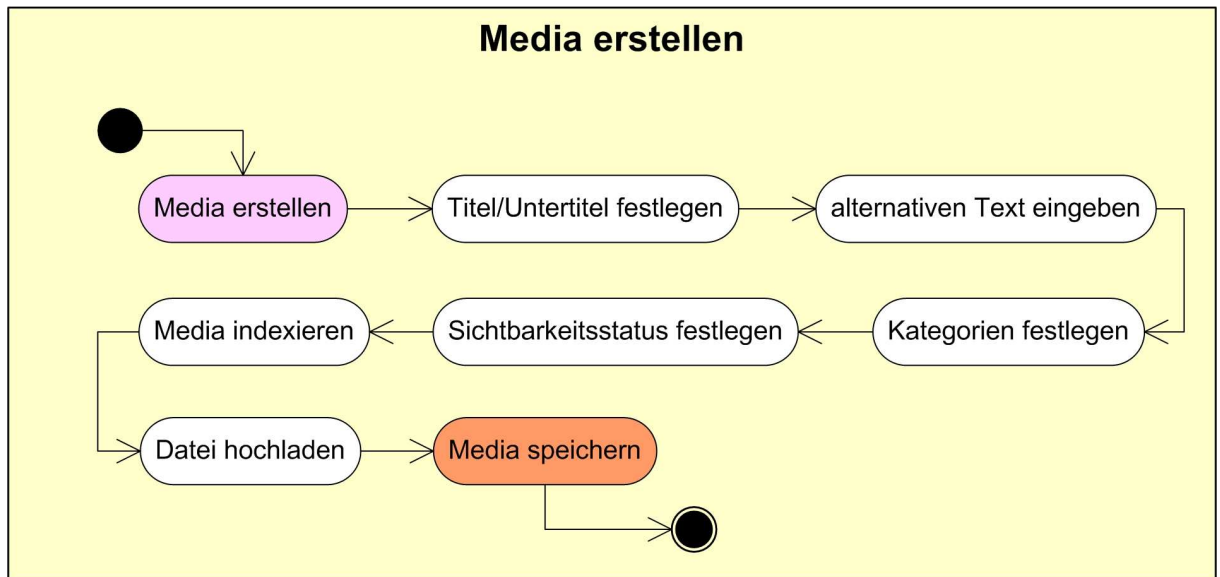 Media erstellen
Media erstellen
Titel/Untertitel festlegen
alternativen Text eingeben
Kategorien festlegen
Sichtbarkeitsstatus festlegen
Media indexieren
Datei hochladen
Media speichern